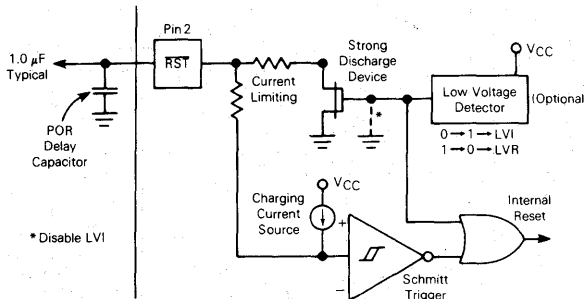 Pin 2
RST
1.0 µF
Typical
POR
Delay
Capacitor
Current
Limiting
Strong
Discharge
Device
*
VCC
Low Voltage
Detector
(Optional
0→1→LVI
1→0→LVR
Charging
Current
Source
VCC
+
−
Schmitt
Trigger
Internal
Reset
* Disable LVI